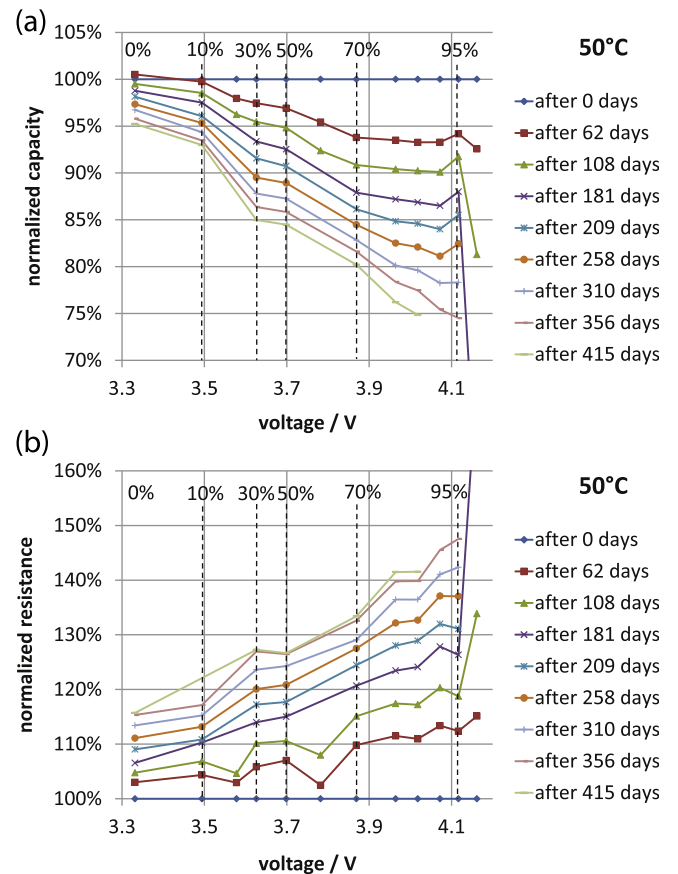 (a)
105%
100%
95%
90%
85%
80%
75%
70%
normalized capacity
0% 10% 30% 50% 70% 95%
3.3 3.5 3.7 3.9 4.1
voltage / V
50°C
after 0 days
after 62 days
after 108 days
after 181 days
after 209 days
after 258 days
after 310 days
after 356 days
after 415 days
(b)
160%
150%
140%
130%
120%
110%
100%
normalized resistance
0% 10% 30% 50% 70% 95%
3.3 3.5 3.7 3.9 4.1
voltage / V
50°C
after 0 days
after 62 days
after 108 days
after 181 days
after 209 days
after 258 days
after 310 days
after 356 days
after 415 days